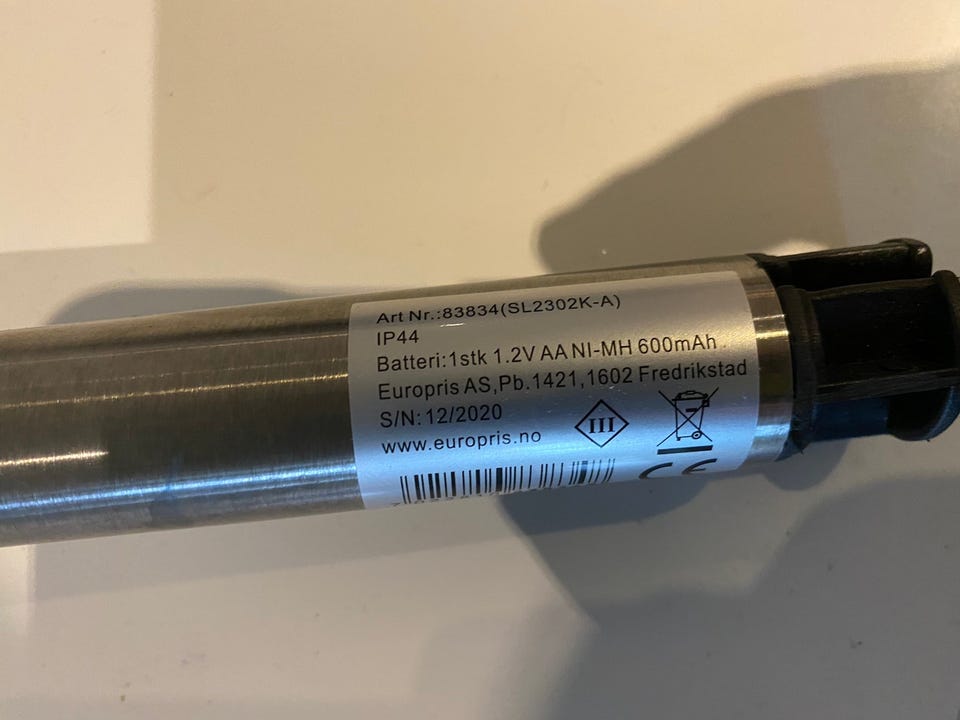 Art Nr.:83834(SL2302K-A)
IP44
Batteri:1stk 1.2V AA NI-MH 600mAh
Europris AS,Pb.1421,1602 Fredrikstad
S/N: 12/2020
www.europris.no
III
CE